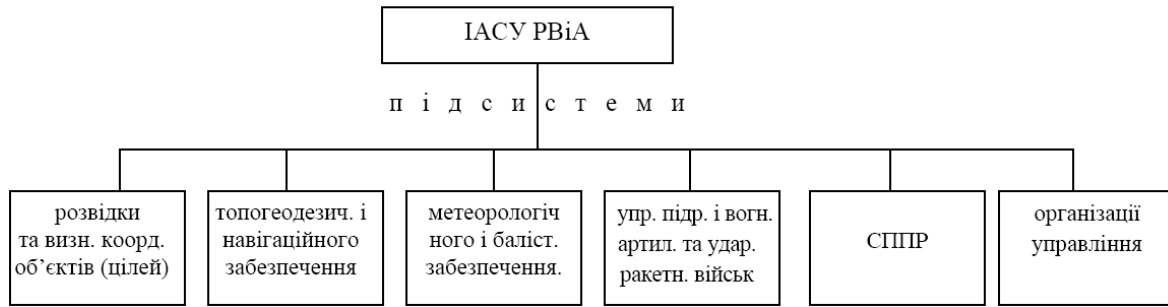 ІАСУ РВіА
п і д с и с т е м и
розвідки
та визн. коорд.
об’єктів (цілей)
топогеодезич. і
навігаційного
забезпечення
метеорологіч
ного і баліст.
забезпечення.
упр. підр. і вогн.
артил. та удар.
ракетн. військ
СППР
організації
управління